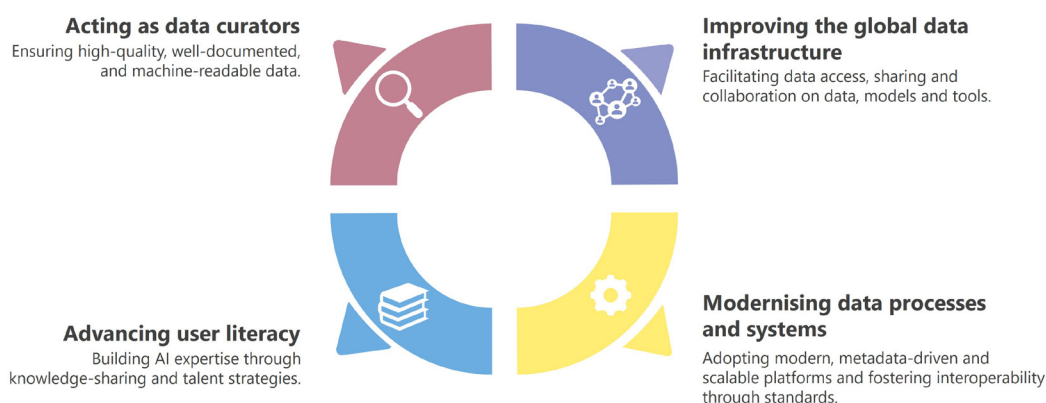 Acting as data curators
Ensuring high-quality, well-documented,
and machine-readable data.
Improving the global data
infrastructure
Facilitating data access, sharing and
collaboration on data, models and tools.
Advancing user literacy
Building AI expertise through
knowledge-sharing and talent strategies.
Modernising data processes
and systems
Adopting modern, metadata-driven and
scalable platforms and fostering interoperability
through standards.